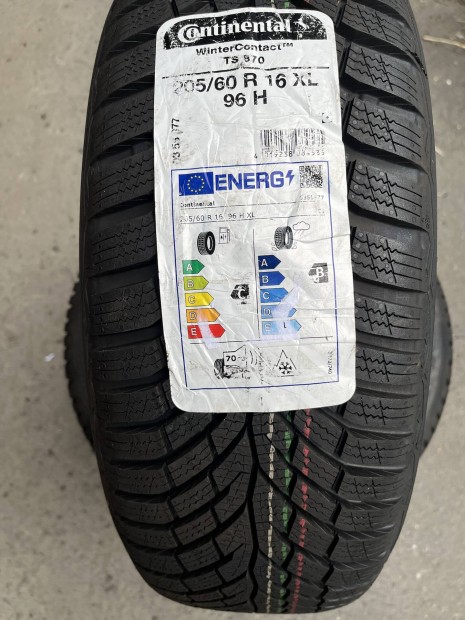 Continental
WinterContact™
TS 870
205/60 R 16 XL
96 H
ENERG
Continental
205/60 R 16 96 H XL
A
B
C
D
E
C
A
B
C
D
E
B
70